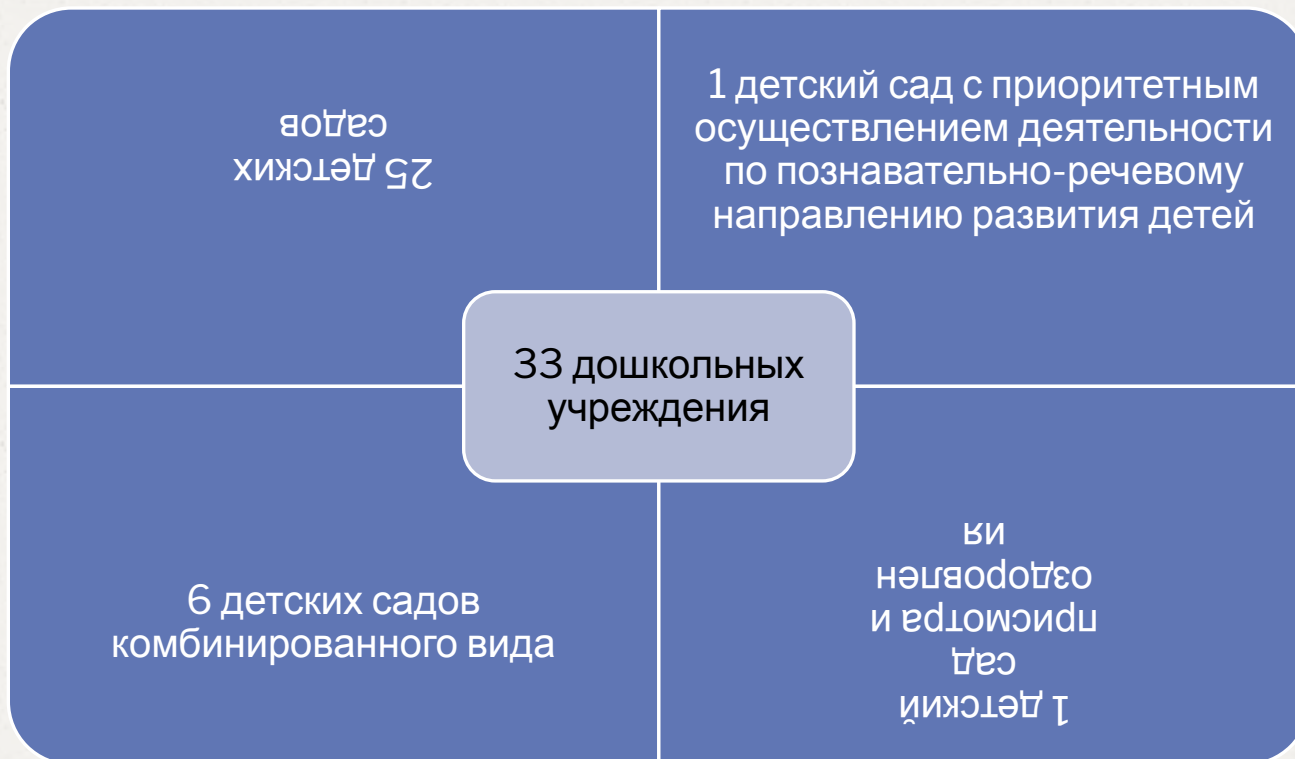 25 детских
садов
1 детский сад с приоритетным
осуществлением деятельности
по познавательно-речевому
направлению развития детей
33 дошкольных
учреждения
6 детских садов
комбинированного вида
1 детский
сад
присмотра и
оздоровлен
ия